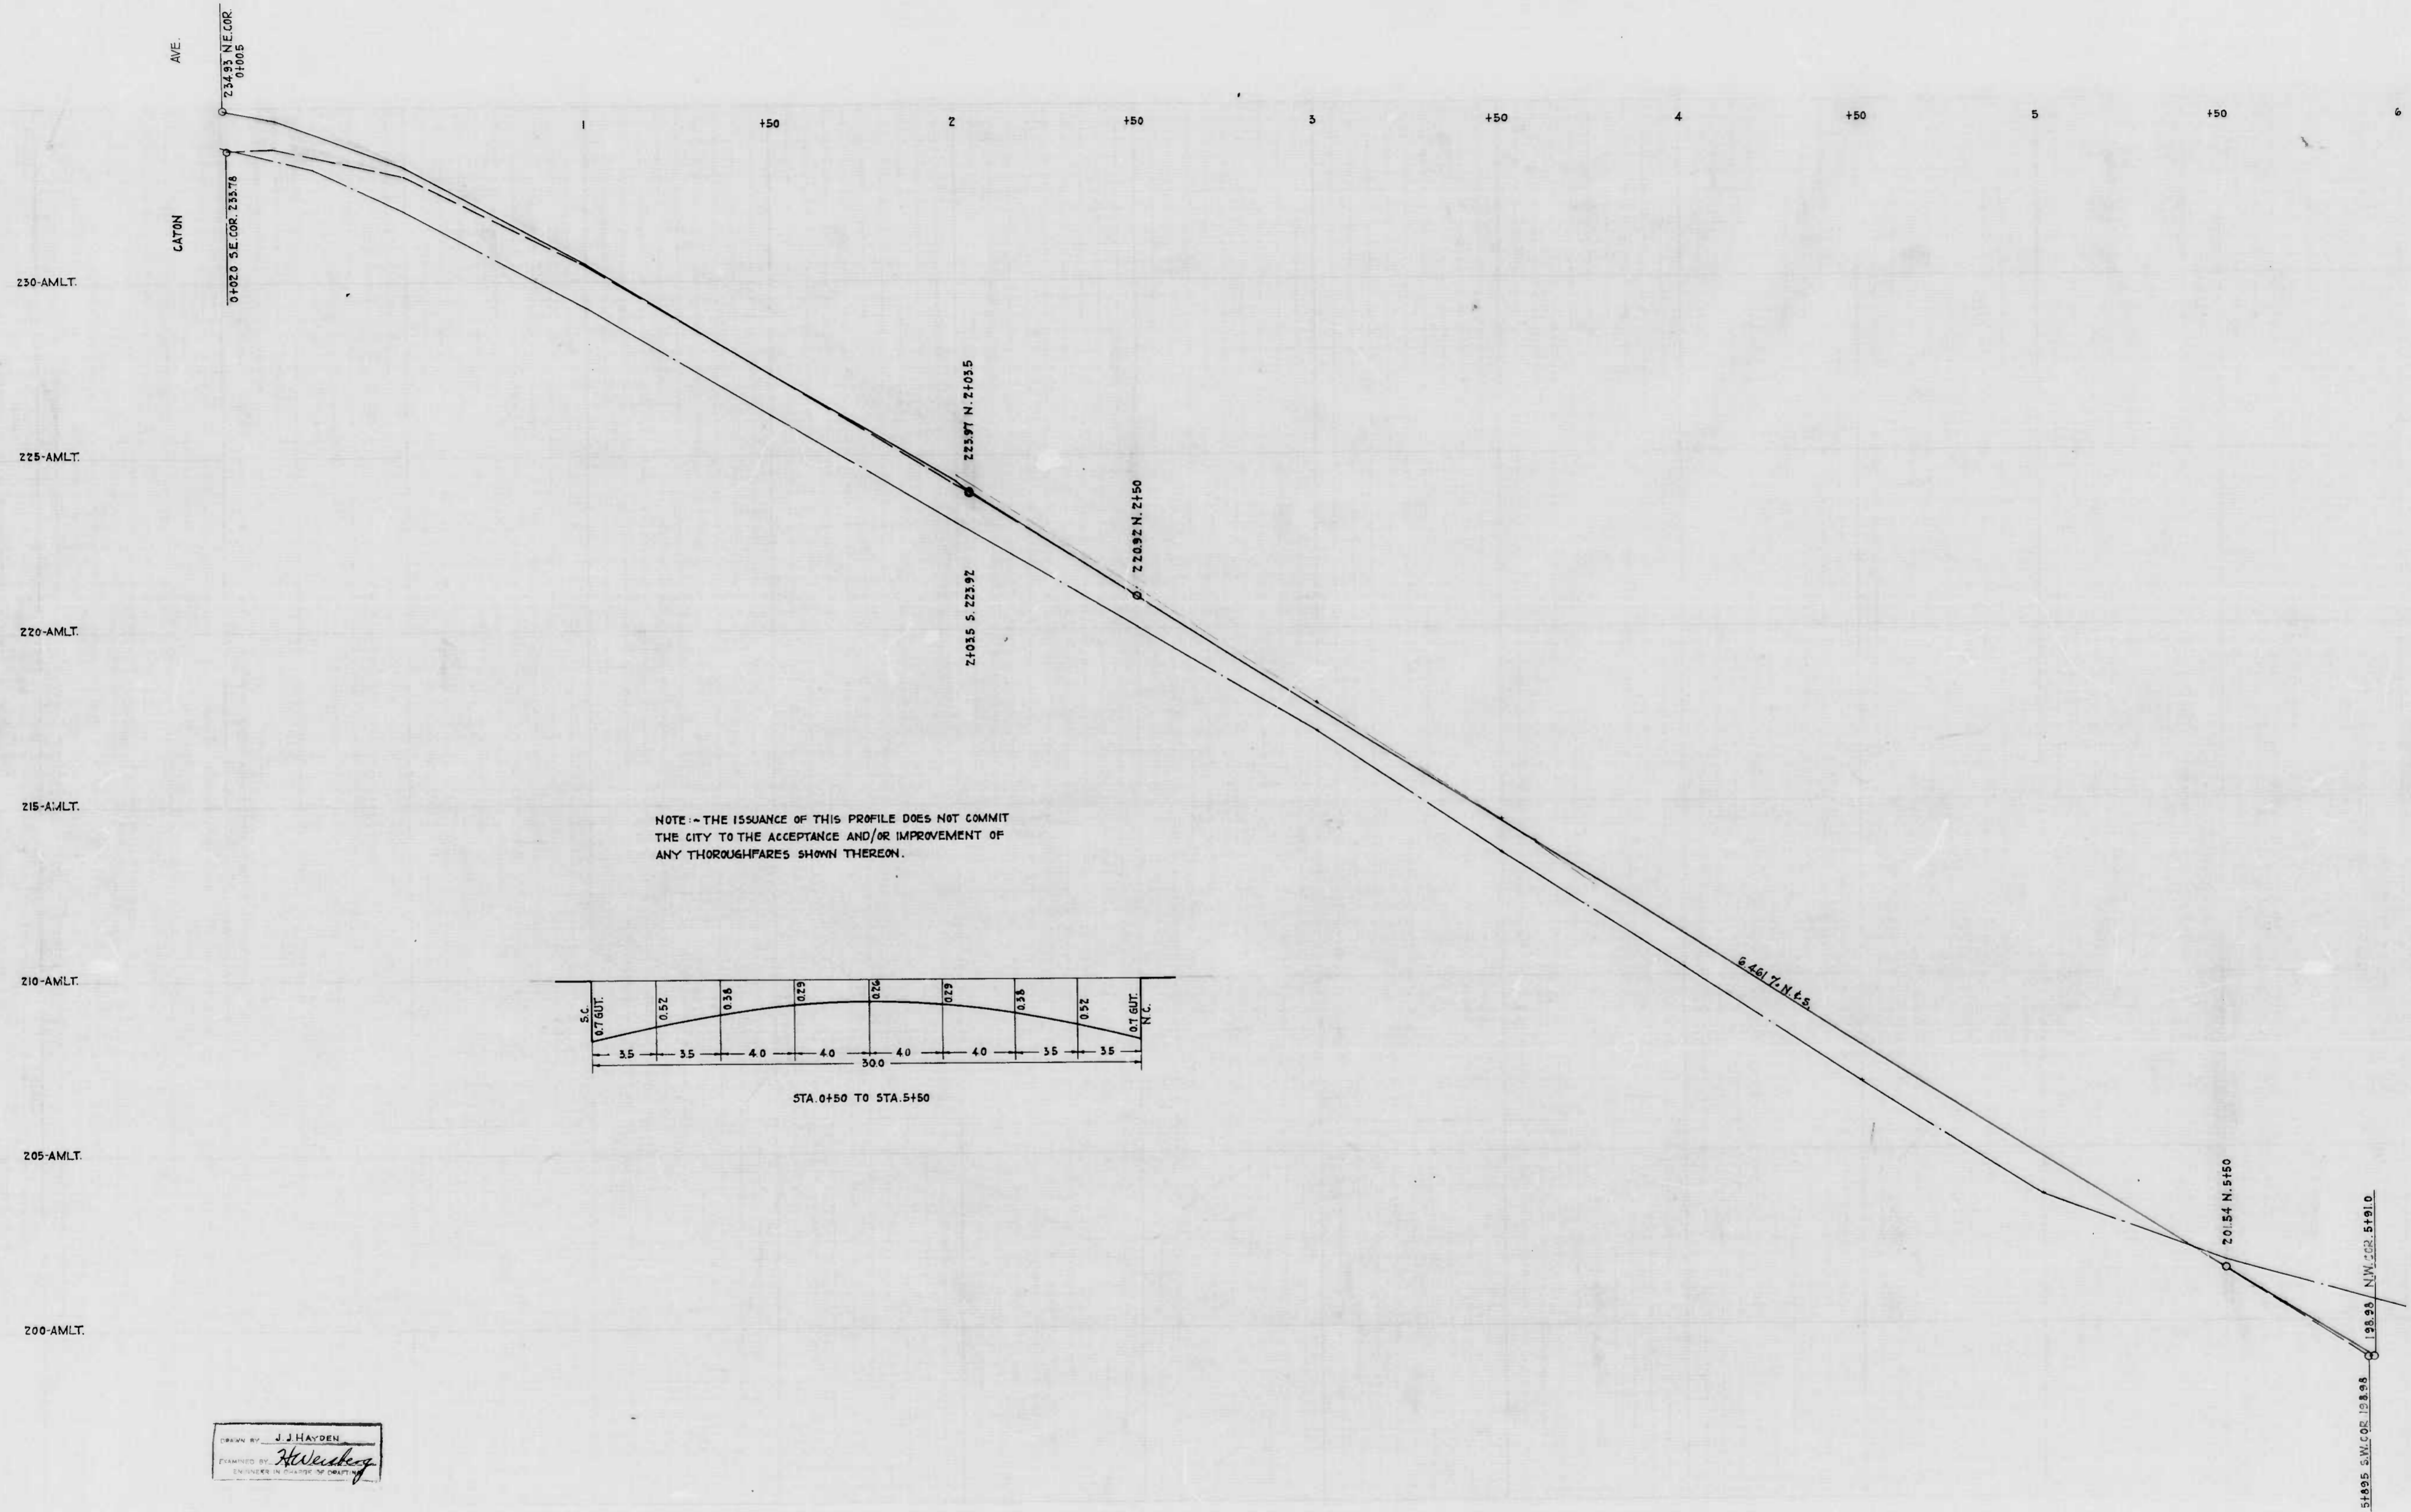 AVE.
234.93 N.E.COR.
0+00.5
1
+50
2
+50
3
+50
4
+50
5
+50
6
CATON
0+02.0 S.E.COR. 233.78
230-AMLT.
225-AMLT.
223.97 N. 2+03.5
220.92 N. 2+50
2+03.5 S. 223.92
220-AMLT.
215-AMLT.
NOTE:~ THE ISSUANCE OF THIS PROFILE DOES NOT COMMIT
THE CITY TO THE ACCEPTANCE AND/OR IMPROVEMENT OF
ANY THOROUGHFARES SHOWN THEREON.
210-AMLT.
6.461 % N.&S.
S.C.
0.7 GUT.
0.52
0.38
0.29
0.26
0.29
0.38
0.52
0.7 GUT.
N.C.
3.5 3.5 4.0 4.0 4.0 4.0 3.5 3.5
30.0
STA. 0+50 TO STA. 5+50
205-AMLT.
201.54 N. 5+50
198.98 N.W. COR. 5+91.0
200-AMLT.
5+89.5 S.W. COR. 198.98
DRAWN BY J. J. HAYDEN
EXAMINED BY H Weisberg
ENGINEER IN CHARGE OF DRAFTING